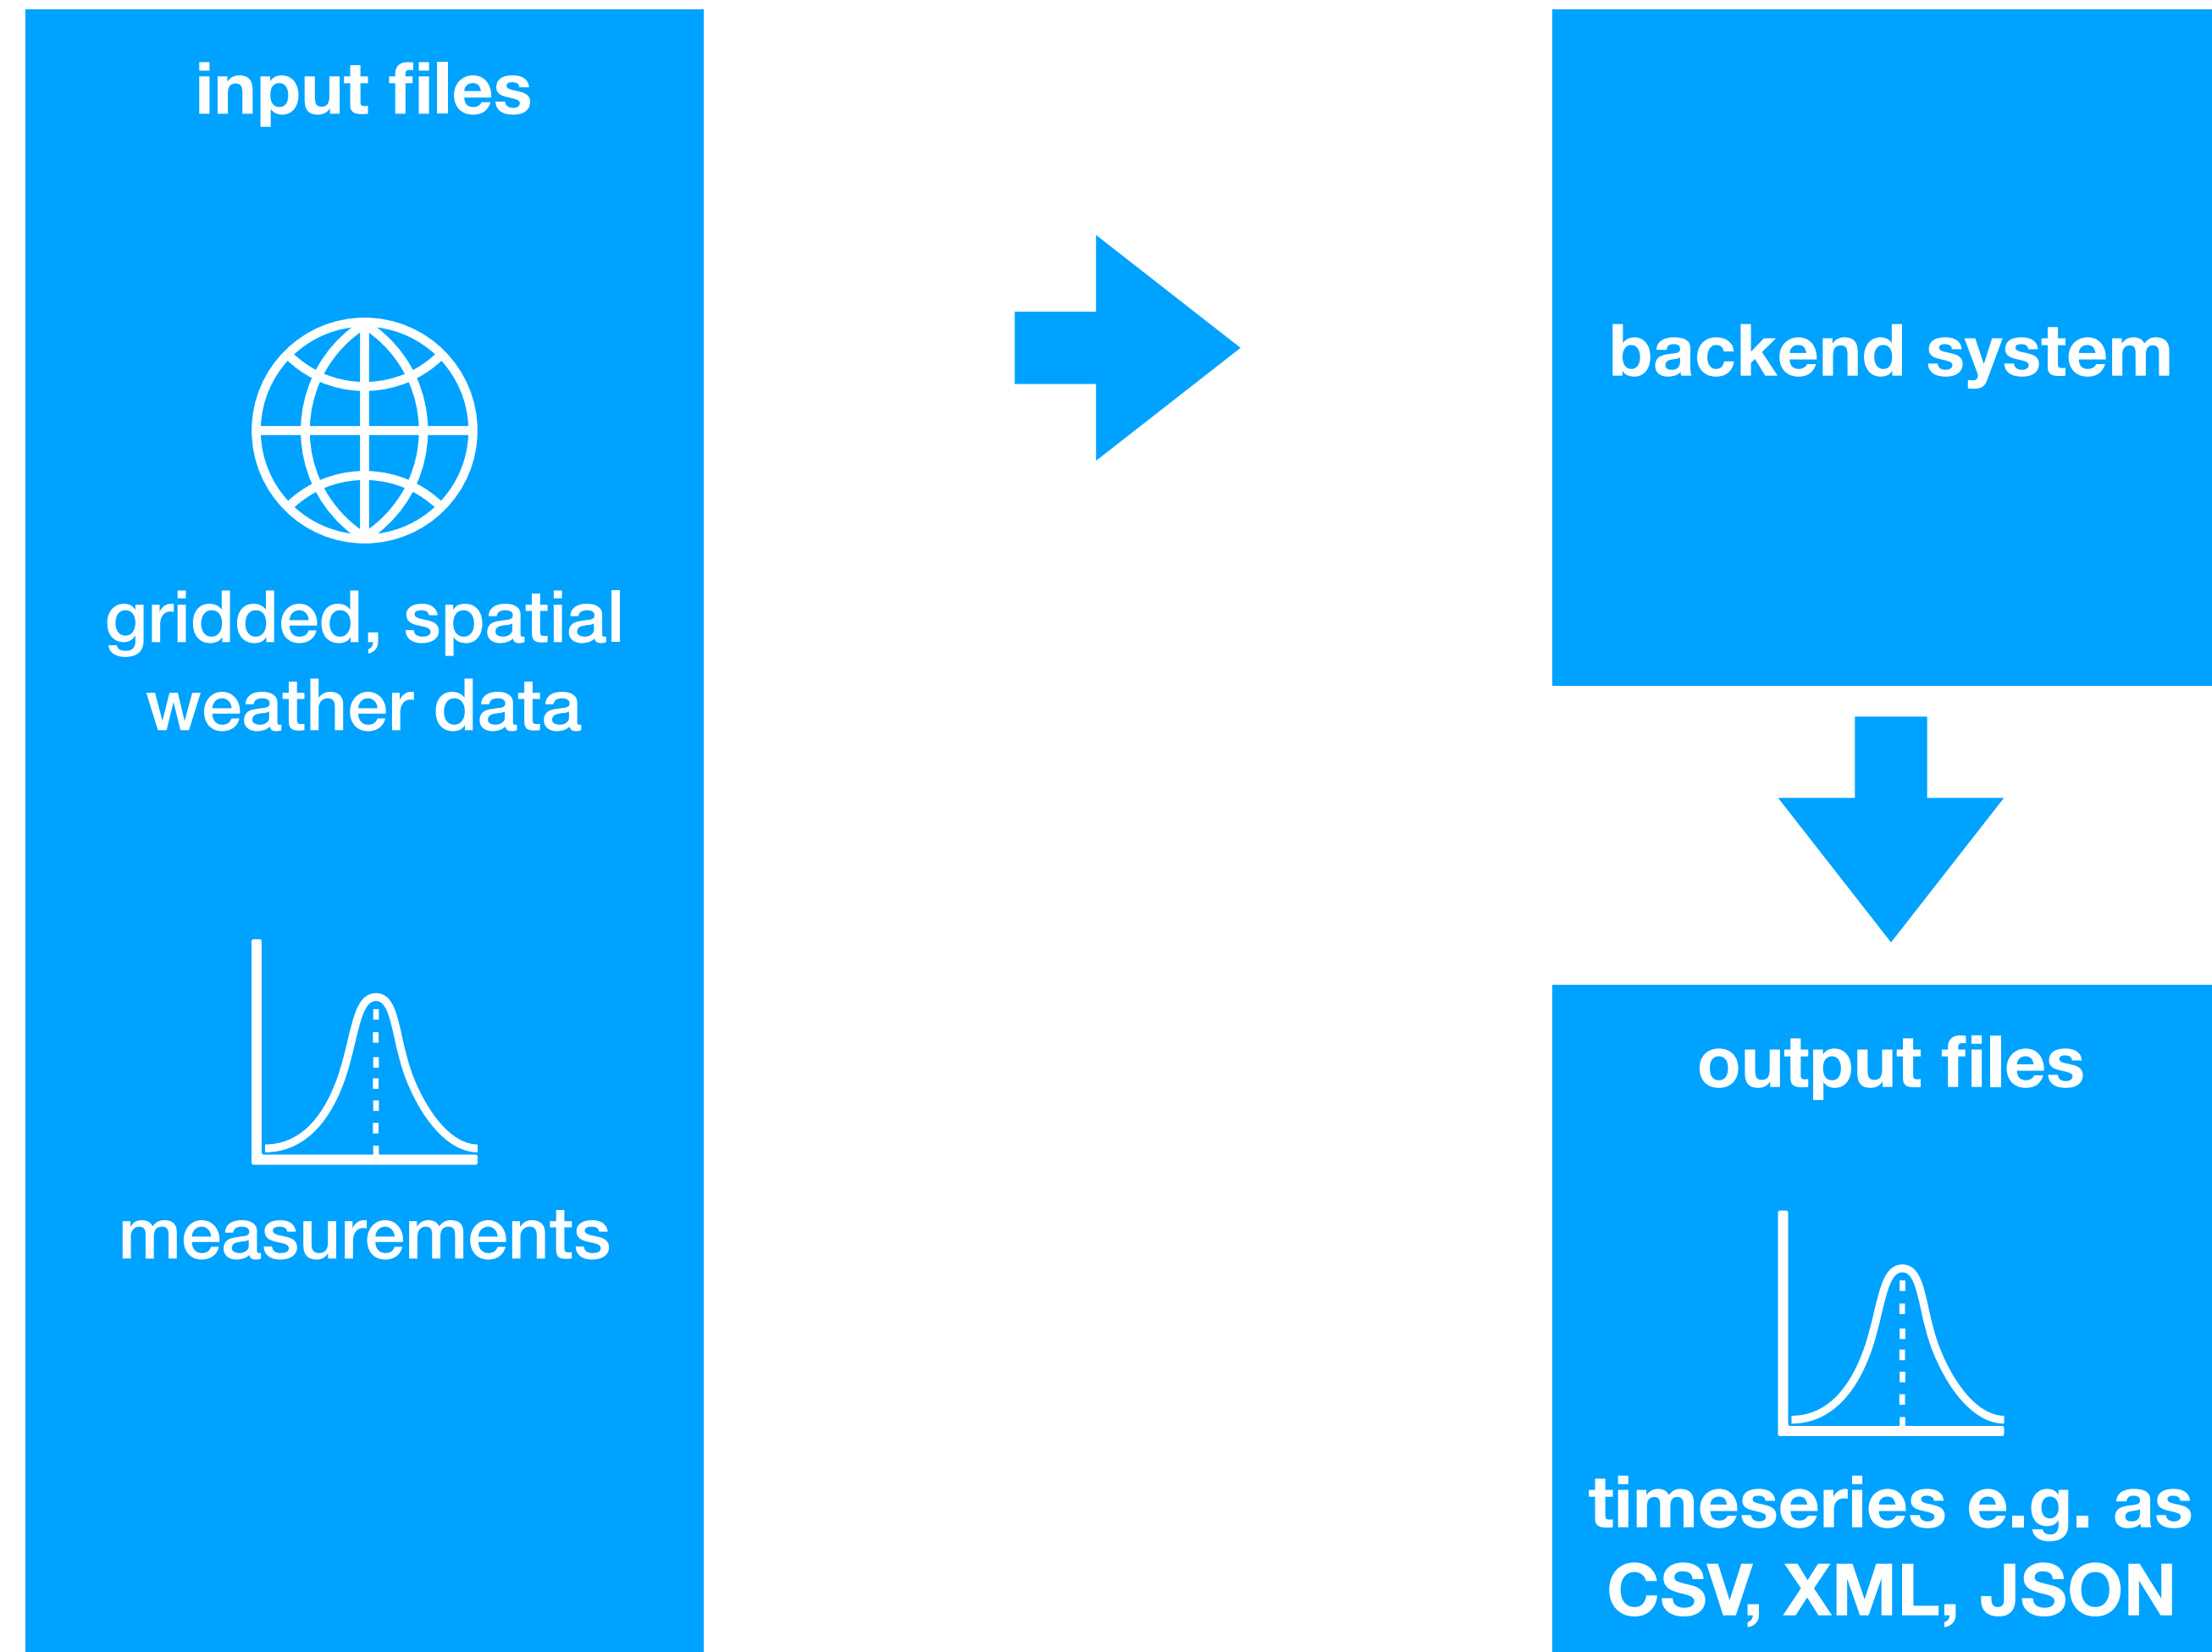 input files
gridded, spatial
weather data
measurements
backend system
output files
timeseries e.g. as
CSV, XML, JSON